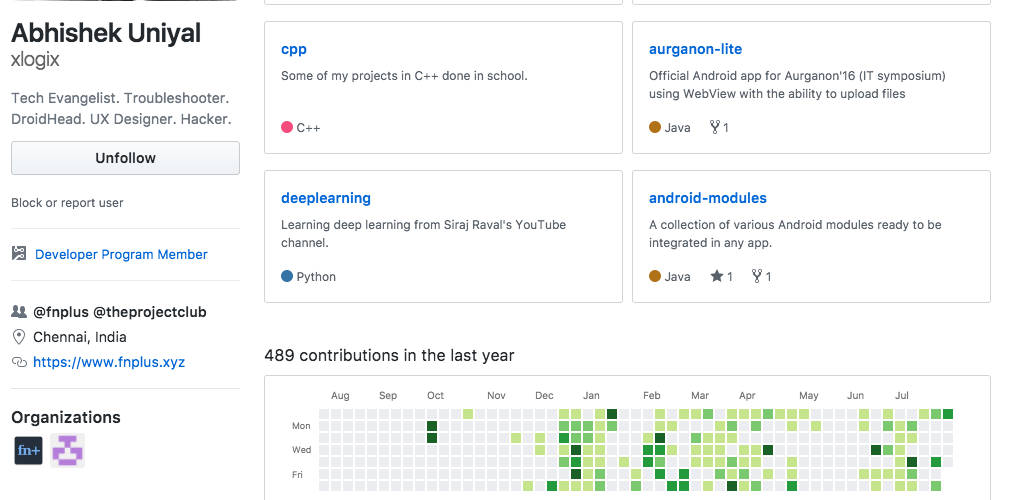 Abhishek Uniyal
xlogix
Tech Evangelist. Troubleshooter.
DroidHead. UX Designer. Hacker.
Unfollow
Block or report user
Developer Program Member
@fnplus @theprojectclub
Chennai, India
https://www.fnplus.xyz
Organizations
fn+
cpp
Some of my projects in C++ done in school.
C++
aurganon-lite
Official Android app for Aurganon'16 (IT symposium)
using WebView with the ability to upload files
Java 1
deeplearning
Learning deep learning from Siraj Raval's YouTube
channel.
Python
android-modules
A collection of various Android modules ready to be
integrated in any app.
Java 1 1
489 contributions in the last year
Aug Sep Oct Nov Dec Jan Feb Mar Apr May Jun Jul
Mon
Wed
Fri